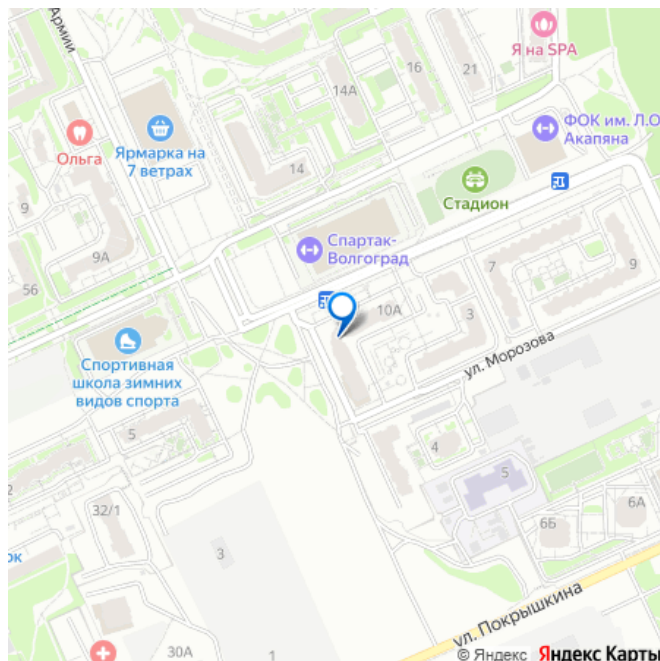 Армии
Я на SPA
21
16
14А
ФОК им. Л.О
Акапяна
Ольга
Ярмарка на
7 ветрах
14
Стадион
9
9А
Спартак-
Волгоград
7
9
56
10А
3
ул. Морозова
Спортивная
школа зимних
видов спорта
5
4
5
2
32/1
6Б
6А
ок
3
ул. Покрышкина
30А
1
© Яндекс Яндекс Карты